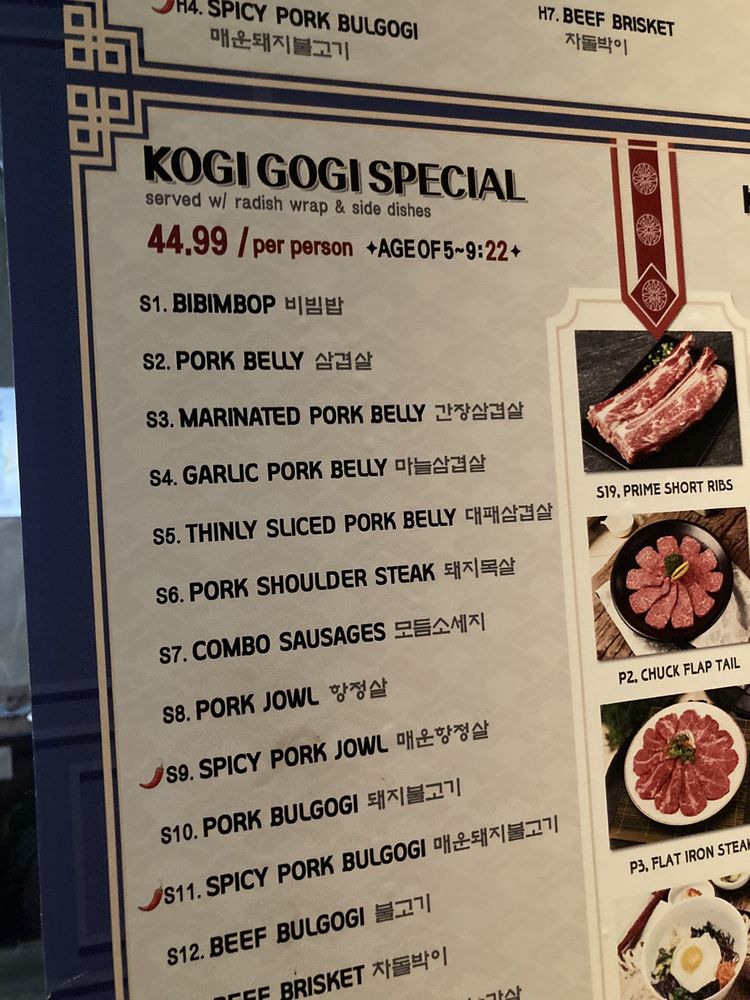 H4. SPICY PORK BULGOGI
매운돼지불고기
H7. BEEF BRISKET
차돌박이
KOGI GOGI SPECIAL
served w/ radish wrap & side dishes
44.99 / per person ✦AGE OF 5~9:22✦
S1. BIBIMBOP 비빔밥
S2. PORK BELLY 삼겹살
S3. MARINATED PORK BELLY 간장삼겹살
S4. GARLIC PORK BELLY 마늘삼겹살
S5. THINLY SLICED PORK BELLY 대패삼겹살
S6. PORK SHOULDER STEAK 돼지목살
S7. COMBO SAUSAGES 모듬소세지
S8. PORK JOWL 항정살
S9. SPICY PORK JOWL 매운항정살
S10. PORK BULGOGI 돼지불고기
S11. SPICY PORK BULGOGI 매운돼지불고기
S12. BEEF BULGOGI 불고기
BEEF BRISKET 차돌박이
S19. PRIME SHORT RIBS
P2. CHUCK FLAP TAIL
P3. FLAT IRON STEAK